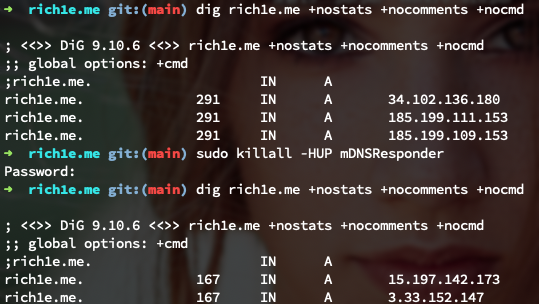 ➜ rich1e.me git:(main) dig rich1e.me +nostats +nocomments +nocmd
; <<>> DiG 9.10.6 <<>> rich1e.me +nostats +nocomments +nocmd
;; global options: +cmd
;rich1e.me. IN A
rich1e.me. 291 IN A 34.102.136.180
rich1e.me. 291 IN A 185.199.111.153
rich1e.me. 291 IN A 185.199.109.153
➜ rich1e.me git:(main) sudo killall -HUP mDNSResponder
Password:
➜ rich1e.me git:(main) dig rich1e.me +nostats +nocomments +nocmd
; <<>> DiG 9.10.6 <<>> rich1e.me +nostats +nocomments +nocmd
;; global options: +cmd
;rich1e.me. IN A
rich1e.me. 167 IN A 15.197.142.173
rich1e.me. 167 IN A 3.33.152.147